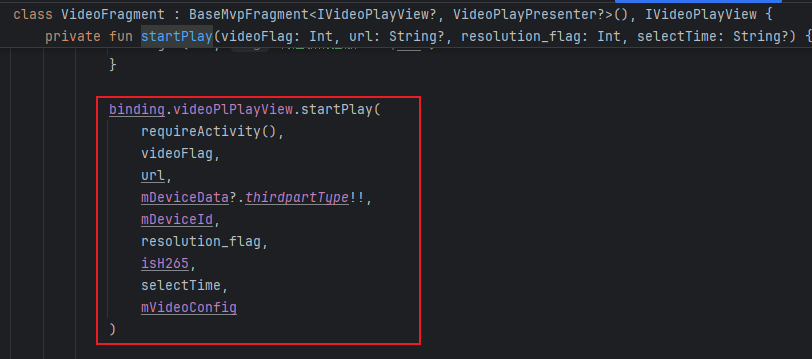 class VideoFragment : BaseMvpFragment<IVideoPlayView?, VideoPlayPresenter?>(), IVideoPlayView {
private fun startPlay(videoFlag: Int, url: String?, resolution_flag: Int, selectTime: String?) {
}
binding.videoPlPlayView.startPlay(
requireActivity(),
videoFlag,
url,
mDeviceData?.thirdpartType!!,
mDeviceId,
resolution_flag,
isH265,
selectTime,
mVideoConfig
)